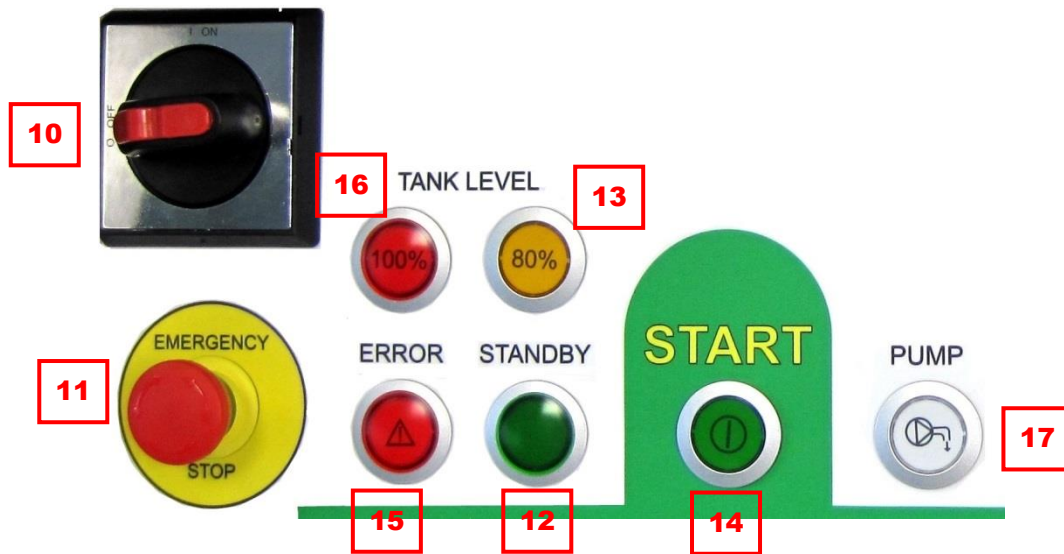 I ON
O OFF
10
16
TANK LEVEL
13
100%
80%
EMERGENCY
STOP
11
ERROR
STANDBY
START
PUMP
17
15
12
14